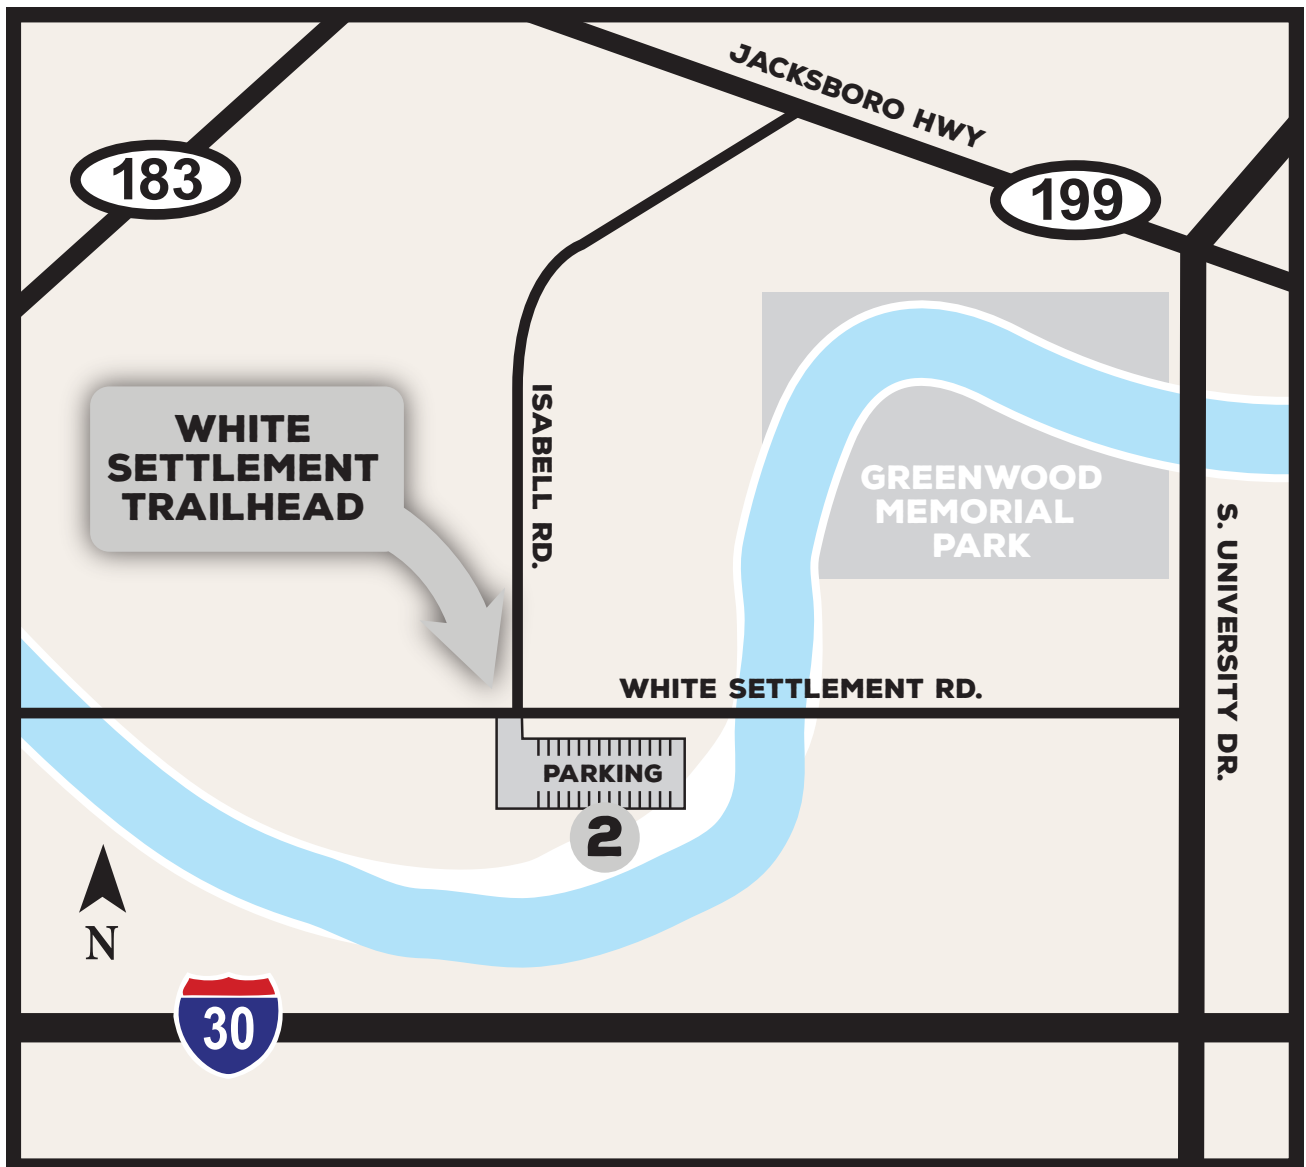 JACKSBORO HWY
183
199
ISABELL RD.
WHITE
SETTLEMENT
TRAILHEAD
GREENWOOD
MEMORIAL
PARK
S. UNIVERSITY DR.
WHITE SETTLEMENT RD.
PARKING
2
N
30